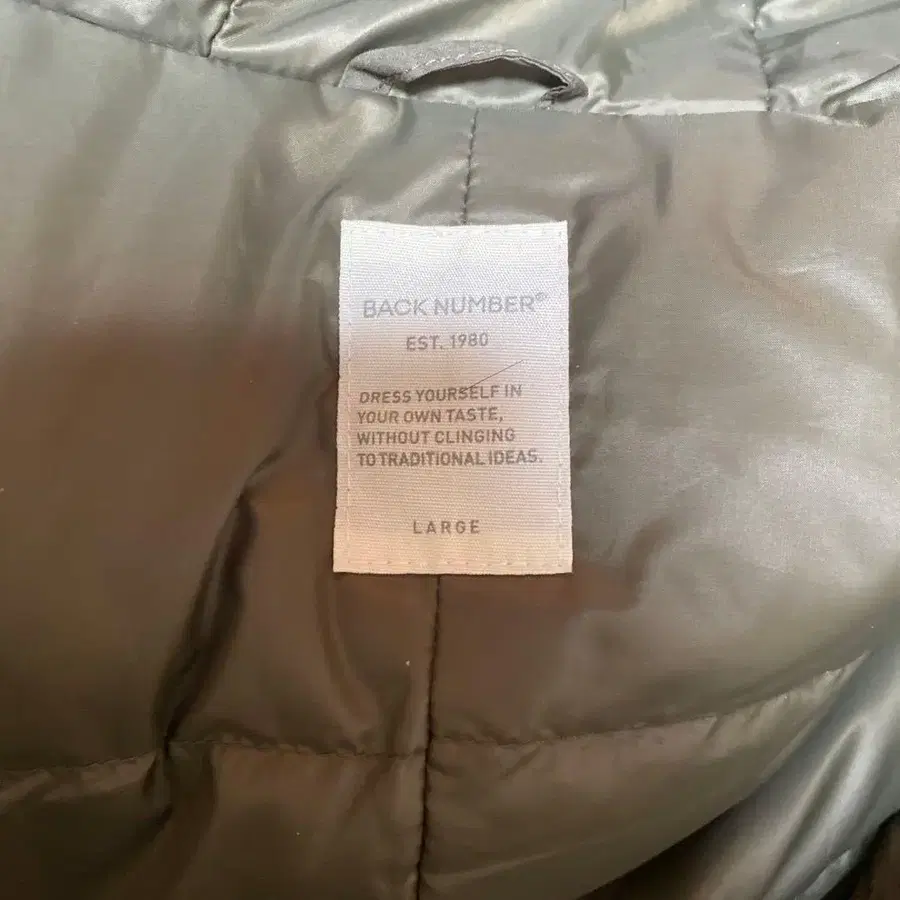 BACK NUMBER®
EST. 1980
DRESS YOURSELF IN
YOUR OWN TASTE,
WITHOUT CLINGING
TO TRADITIONAL IDEAS.
LARGE